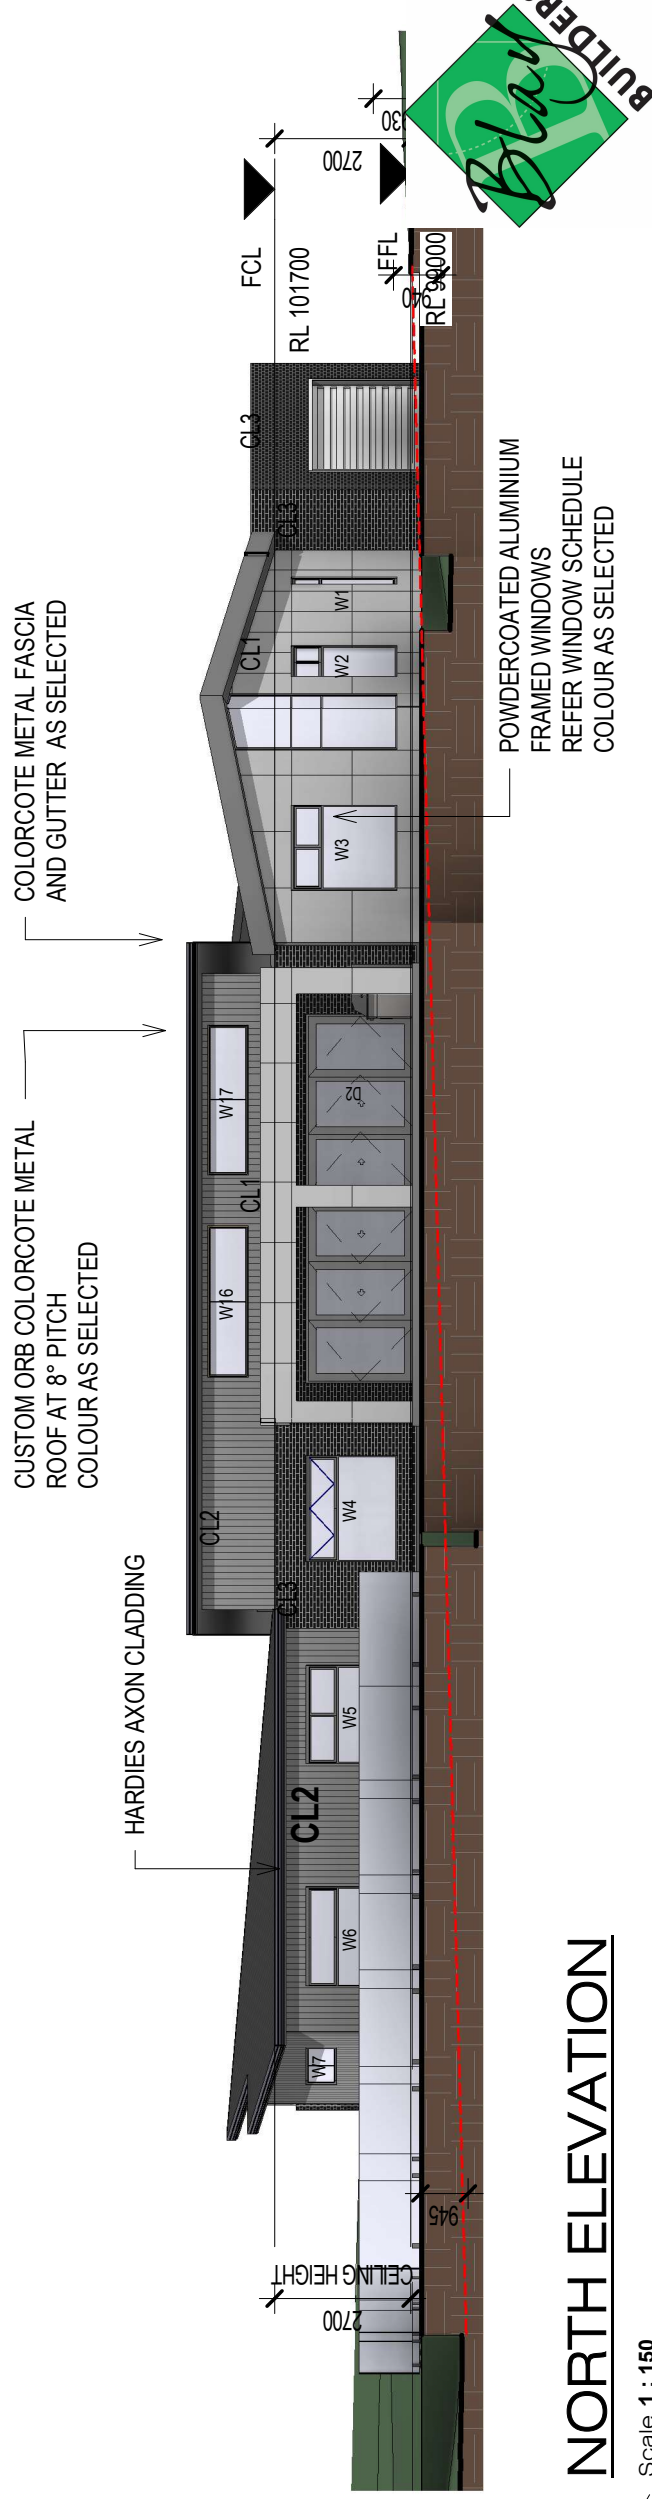 COLORCOTE METAL FASCIA
AND GUTTER AS SELECTED
CUSTOM ORB COLORCOTE METAL
ROOF AT 8° PITCH
COLOUR AS SELECTED
HARDIES AXON CLADDING
CL2
W16
W17
CL1
CL1
CL3
CL3
FCL
RL 101700
2700
W7
W6
CL2
W5
CL3
W4
D2
W3
W2
W1
FFL
RL 99000
CEILING HEIGHT
2700
945
POWDERCOATED ALUMINIUM
FRAMED WINDOWS
REFER WINDOW SCHEDULE
COLOUR AS SELECTED
Blay
BUILDERS
NORTH ELEVATION
Scale 1 : 150